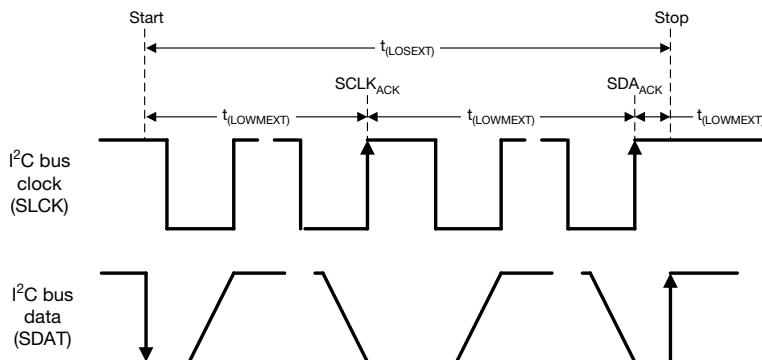 Start Stop
t(LOSEXT)
SCLKACK SDAACK
t(LOWMEXT) t(LOWMEXT) t(LOWMEXT)
I2C bus
clock
(SLCK)
I2C bus
data
(SDAT)